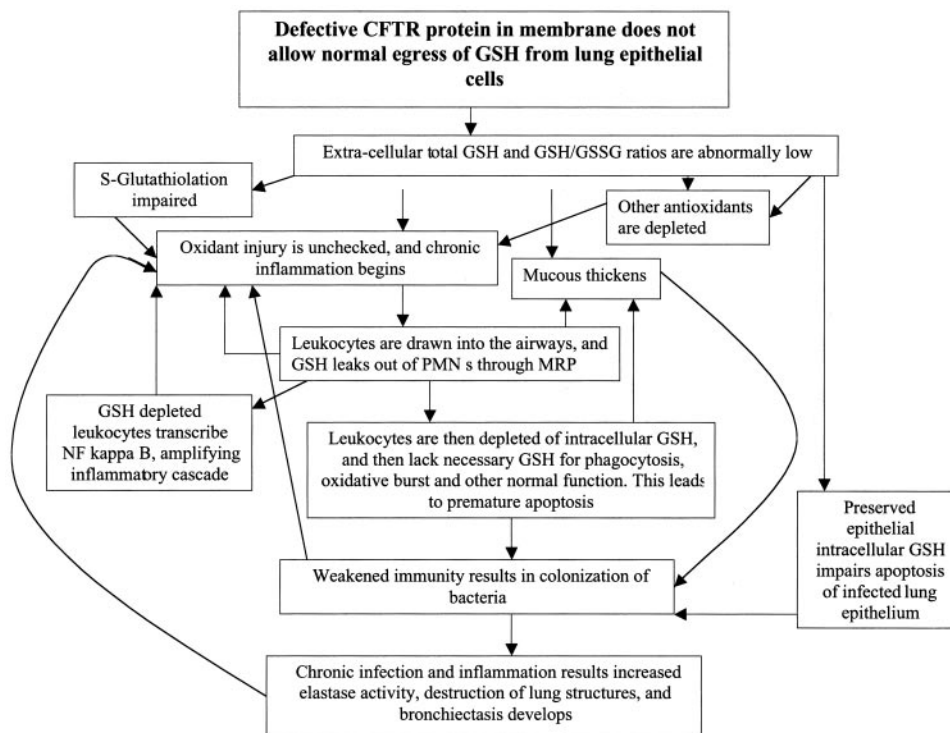 Defective CFTR protein in membrane does not
allow normal egress of GSH from lung epithelial
cells
Extra-cellular total GSH and GSH/GSSG ratios are abnormally low
S-Glutathiolation
impaired
Other antioxidants
are depleted
Oxidant injury is unchecked, and chronic
inflammation begins
Mucous thickens
Leukocytes are drawn into the airways, and
GSH leaks out of PMN s through MRP
GSH depleted
leukocytes transcribe
NF kappa B, amplifying
inflammatory cascade
Leukocytes are then depleted of intracellular GSH,
and then lack necessary GSH for phagocytosis,
oxidative burst and other normal function. This leads
to premature apoptosis
Preserved
epithelial
intracellular GSH
impairs apoptosis
of infected lung
epithelium
Weakened immunity results in colonization of
bacteria
Chronic infection and inflammation results increased
elastase activity, destruction of lung structures, and
bronchiectasis develops